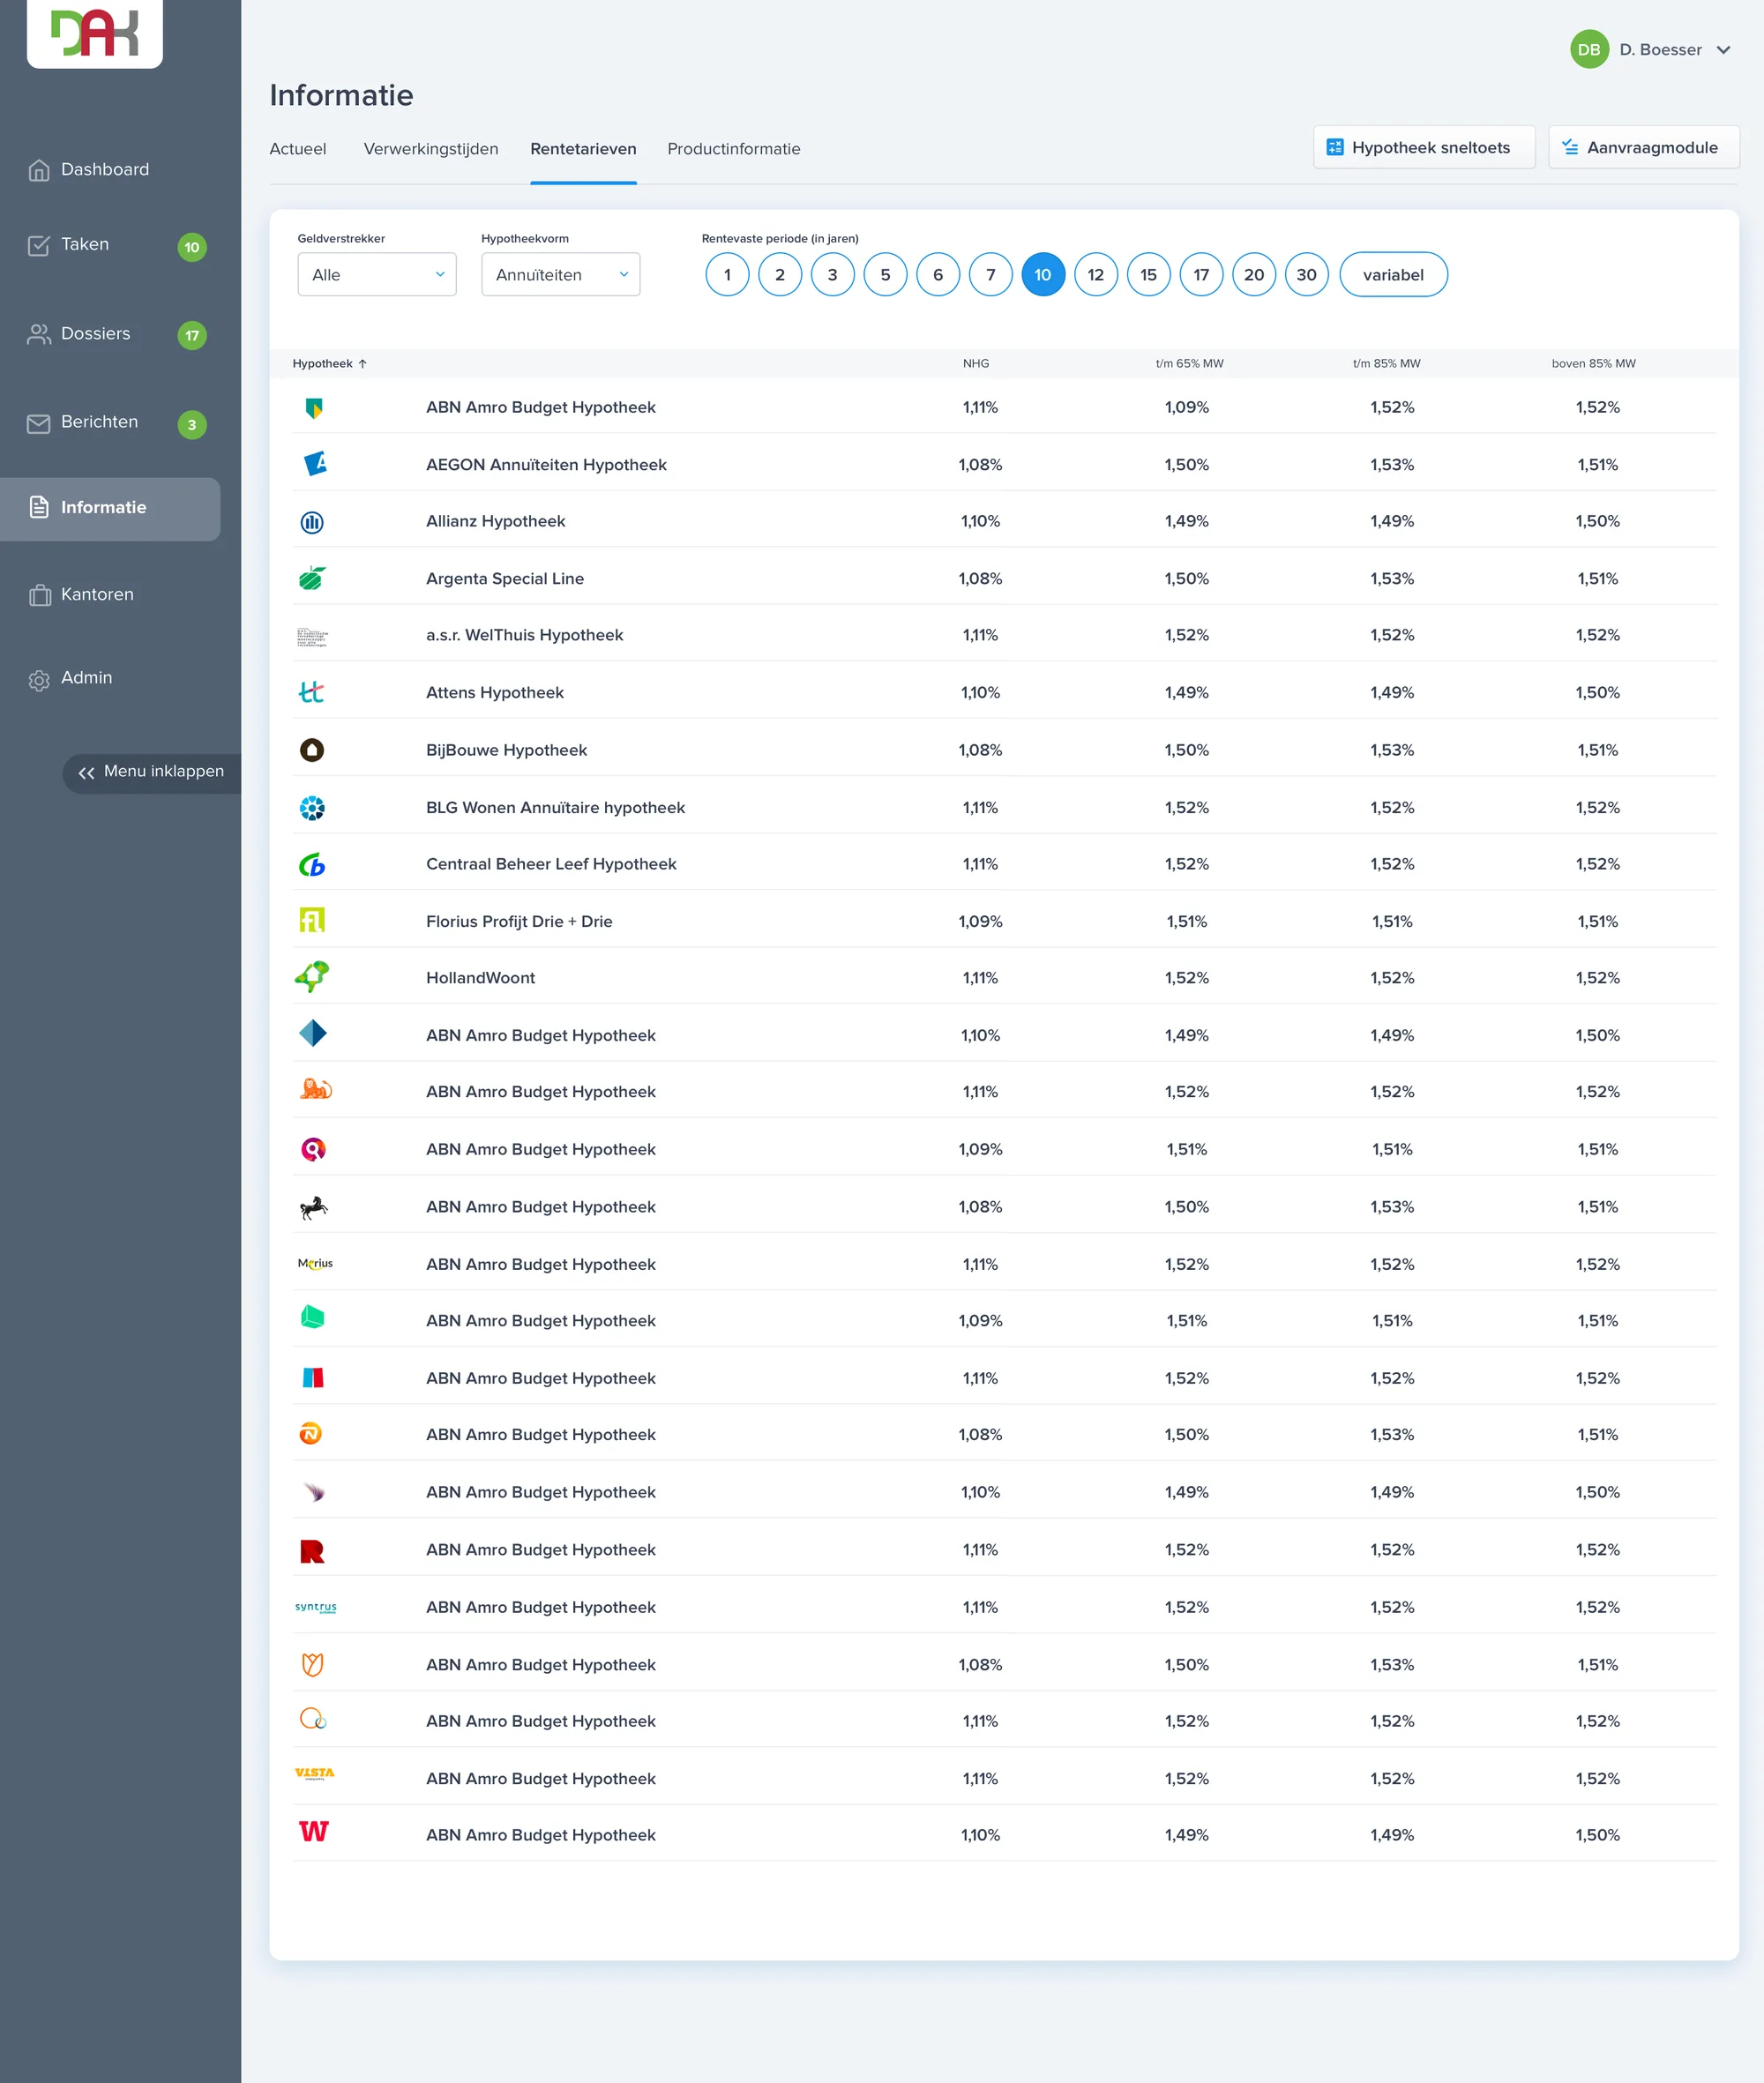 DAK
DB D. Boesser
Informatie
Actueel Verwerkingstijden Rentetarieven Productinformatie
Hypotheek sneltoets Aanvraagmodule
Dashboard
Taken 10
Dossiers 17
Berichten 3
Informatie
Kantoren
Admin
Menu inklappen
Geldverstrekker Hypotheekvorm Rentevaste periode (in jaren)
Alle Annuïteiten 1 2 3 5 6 7 10 12 15 17 20 30 variabel
Hypotheek ↑ NHG t/m 65% MW t/m 85% MW boven 85% MW
ABN Amro Budget Hypotheek 1,11% 1,09% 1,52% 1,52%
A AEGON Annuïteiten Hypotheek 1,08% 1,50% 1,53% 1,51%
Allianz Hypotheek 1,10% 1,49% 1,49% 1,50%
Argenta Special Line 1,08% 1,50% 1,53% 1,51%
a.s.r. WelThuis Hypotheek 1,11% 1,52% 1,52% 1,52%
tt Attens Hypotheek 1,10% 1,49% 1,49% 1,50%
BijBouwe Hypotheek 1,08% 1,50% 1,53% 1,51%
BLG Wonen Annuïtaire hypotheek 1,11% 1,52% 1,52% 1,52%
Cb Centraal Beheer Leef Hypotheek 1,11% 1,52% 1,52% 1,52%
fl Florius Profijt Drie + Drie 1,09% 1,51% 1,51% 1,51%
HollandWoont 1,11% 1,52% 1,52% 1,52%
ABN Amro Budget Hypotheek 1,10% 1,49% 1,49% 1,50%
ABN Amro Budget Hypotheek 1,11% 1,52% 1,52% 1,52%
ABN Amro Budget Hypotheek 1,09% 1,51% 1,51% 1,51%
ABN Amro Budget Hypotheek 1,08% 1,50% 1,53% 1,51%
Merius ABN Amro Budget Hypotheek 1,11% 1,52% 1,52% 1,52%
ABN Amro Budget Hypotheek 1,09% 1,51% 1,51% 1,51%
ABN Amro Budget Hypotheek 1,11% 1,52% 1,52% 1,52%
N ABN Amro Budget Hypotheek 1,08% 1,50% 1,53% 1,51%
ABN Amro Budget Hypotheek 1,10% 1,49% 1,49% 1,50%
R ABN Amro Budget Hypotheek 1,11% 1,52% 1,52% 1,52%
syntrus ABN Amro Budget Hypotheek 1,11% 1,52% 1,52% 1,52%
ABN Amro Budget Hypotheek 1,08% 1,50% 1,53% 1,51%
ABN Amro Budget Hypotheek 1,11% 1,52% 1,52% 1,52%
VISTA ABN Amro Budget Hypotheek 1,11% 1,52% 1,52% 1,52%
W ABN Amro Budget Hypotheek 1,10% 1,49% 1,49% 1,50%